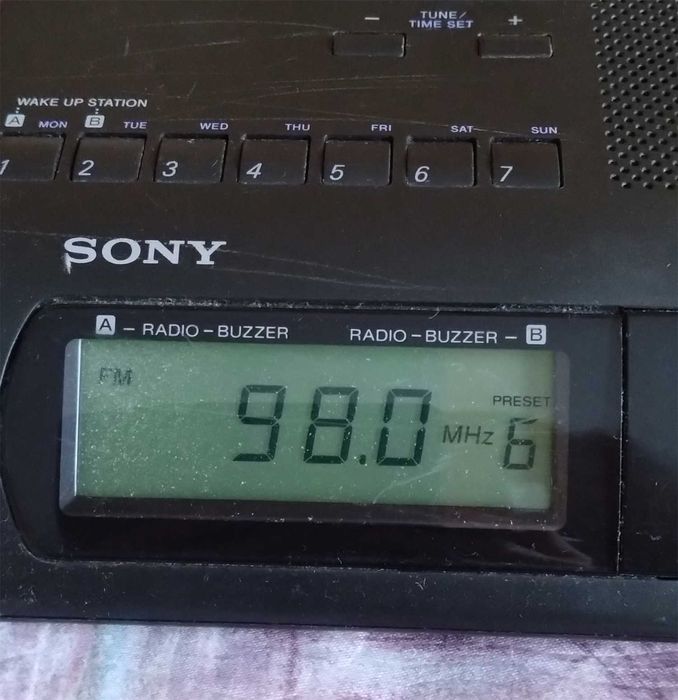 − TUNE/ +
TIME SET
WAKE UP STATION
A MON B TUE WED THU FRI SAT SUN
1 2 3 4 5 6 7
SONY
A – RADIO – BUZZER RADIO – BUZZER – B
FM
PRESET
98.0 MHz 6